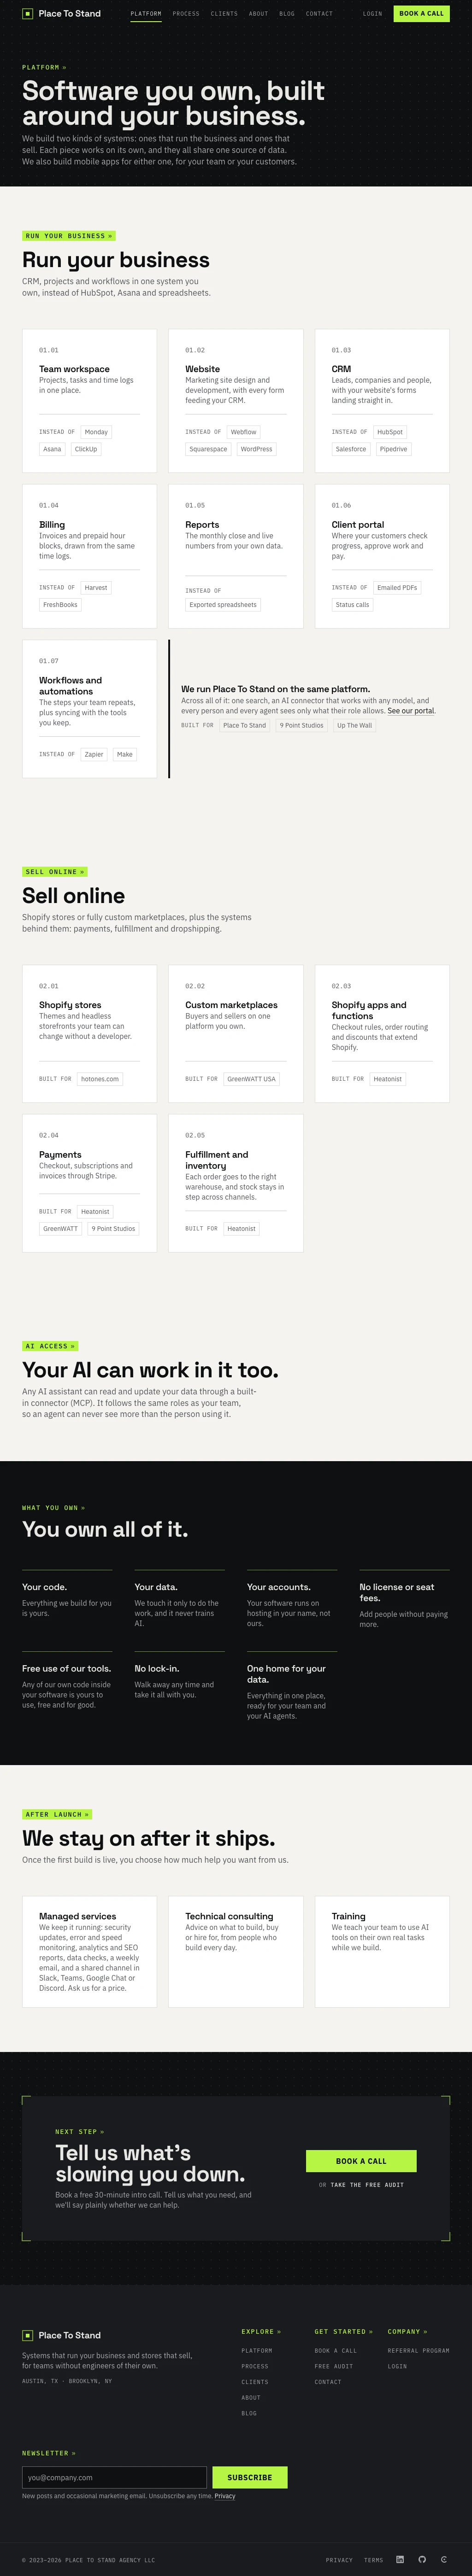 Place To Stand
PLATFORM PROCESS CLIENTS ABOUT BLOG CONTACT
LOGIN
BOOK A CALL
PLATFORM »
Software you own, built
around your business.
We build two kinds of systems: ones that run the business and ones that
sell. Each piece works on its own, and they all share one source of data.
We also build mobile apps for either one, for your team or your customers.
RUN YOUR BUSINESS »
Run your business
CRM, projects and workflows in one system you
own, instead of HubSpot, Asana and spreadsheets.
01.01
Team workspace
Projects, tasks and time logs
in one place.
INSTEAD OF Monday
Asana ClickUp
01.02
Website
Marketing site design and
development, with every form
feeding your CRM.
INSTEAD OF Webflow
Squarespace WordPress
01.03
CRM
Leads, companies and people,
with your website's forms
landing straight in.
INSTEAD OF HubSpot
Salesforce Pipedrive
01.04
Billing
Invoices and prepaid hour
blocks, drawn from the same
time logs.
INSTEAD OF Harvest
FreshBooks
01.05
Reports
The monthly close and live
numbers from your own data.
INSTEAD OF
Exported spreadsheets
01.06
Client portal
Where your customers check
progress, approve work and
pay.
INSTEAD OF Emailed PDFs
Status calls
01.07
Workflows and
automations
The steps your team repeats,
plus syncing with the tools
you keep.
INSTEAD OF Zapier Make
We run Place To Stand on the same platform.
Across all of it: one search, an AI connector that works with any model, and
every person and every agent sees only what their role allows. See our portal.
BUILT FOR Place To Stand 9 Point Studios Up The Wall
SELL ONLINE »
Sell online
Shopify stores or fully custom marketplaces, plus the systems
behind them: payments, fulfillment and dropshipping.
02.01
Shopify stores
Themes and headless
storefronts your team can
change without a developer.
BUILT FOR hotones.com
02.02
Custom marketplaces
Buyers and sellers on one
platform you own.
BUILT FOR GreenWATT USA
02.03
Shopify apps and
functions
Checkout rules, order routing
and discounts that extend
Shopify.
BUILT FOR Heatonist
02.04
Payments
Checkout, subscriptions and
invoices through Stripe.
BUILT FOR Heatonist
GreenWATT 9 Point Studios
02.05
Fulfillment and
inventory
Each order goes to the right
warehouse, and stock stays in
step across channels.
BUILT FOR Heatonist
AI ACCESS »
Your AI can work in it too.
Any AI assistant can read and update your data through a built-
in connector (MCP). It follows the same roles as your team,
so an agent can never see more than the person using it.
WHAT YOU OWN »
You own all of it.
Your code.
Everything we build for you
is yours.
Your data.
We touch it only to do the
work, and it never trains
AI.
Your accounts.
Your software runs on
hosting in your name, not
ours.
No license or seat
fees.
Add people without paying
more.
Free use of our tools.
Any of our own code inside
your software is yours to
use, free and for good.
No lock-in.
Walk away any time and
take it all with you.
One home for your
data.
Everything in one place,
ready for your team and
your AI agents.
AFTER LAUNCH »
We stay on after it ships.
Once the first build is live, you choose how much help you want from us.
Managed services
We keep it running: security
updates, error and speed
monitoring, analytics and SEO
reports, data checks, a weekly
email, and a shared channel in
Slack, Teams, Google Chat or
Discord. Ask us for a price.
Technical consulting
Advice on what to build, buy
or hire for, from people who
build every day.
Training
We teach your team to use AI
tools on their own real tasks
while we build.
NEXT STEP »
Tell us what's
slowing you down.
Book a free 30-minute intro call. Tell us what you need, and
we'll say plainly whether we can help.
BOOK A CALL
OR TAKE THE FREE AUDIT
Place To Stand
Systems that run your business and stores that sell,
for teams without engineers of their own.
AUSTIN, TX · BROOKLYN, NY
EXPLORE »
PLATFORM
PROCESS
CLIENTS
ABOUT
BLOG
GET STARTED »
BOOK A CALL
FREE AUDIT
CONTACT
COMPANY »
REFERRAL PROGRAM
LOGIN
NEWSLETTER »
you@company.com
SUBSCRIBE
New posts and occasional marketing email. Unsubscribe any time. Privacy
© 2023–2026 PLACE TO STAND AGENCY LLC
PRIVACY TERMS